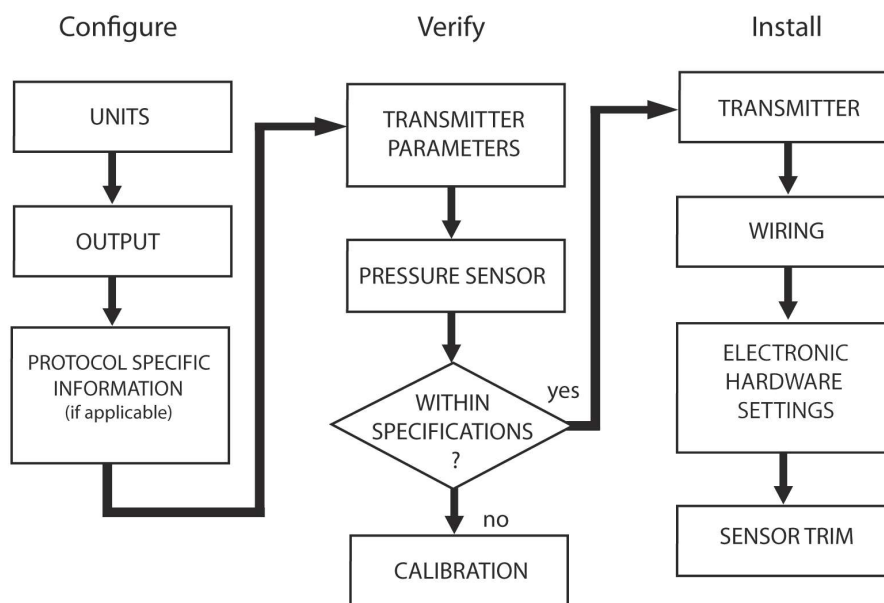 Configure
UNITS
OUTPUT
PROTOCOL SPECIFIC
INFORMATION
(if applicable)
Verify
TRANSMITTER
PARAMETERS
PRESSURE SENSOR
WITHIN
SPECIFICATIONS
?
yes
no
CALIBRATION
Install
TRANSMITTER
WIRING
ELECTRONIC
HARDWARE
SETTINGS
SENSOR TRIM